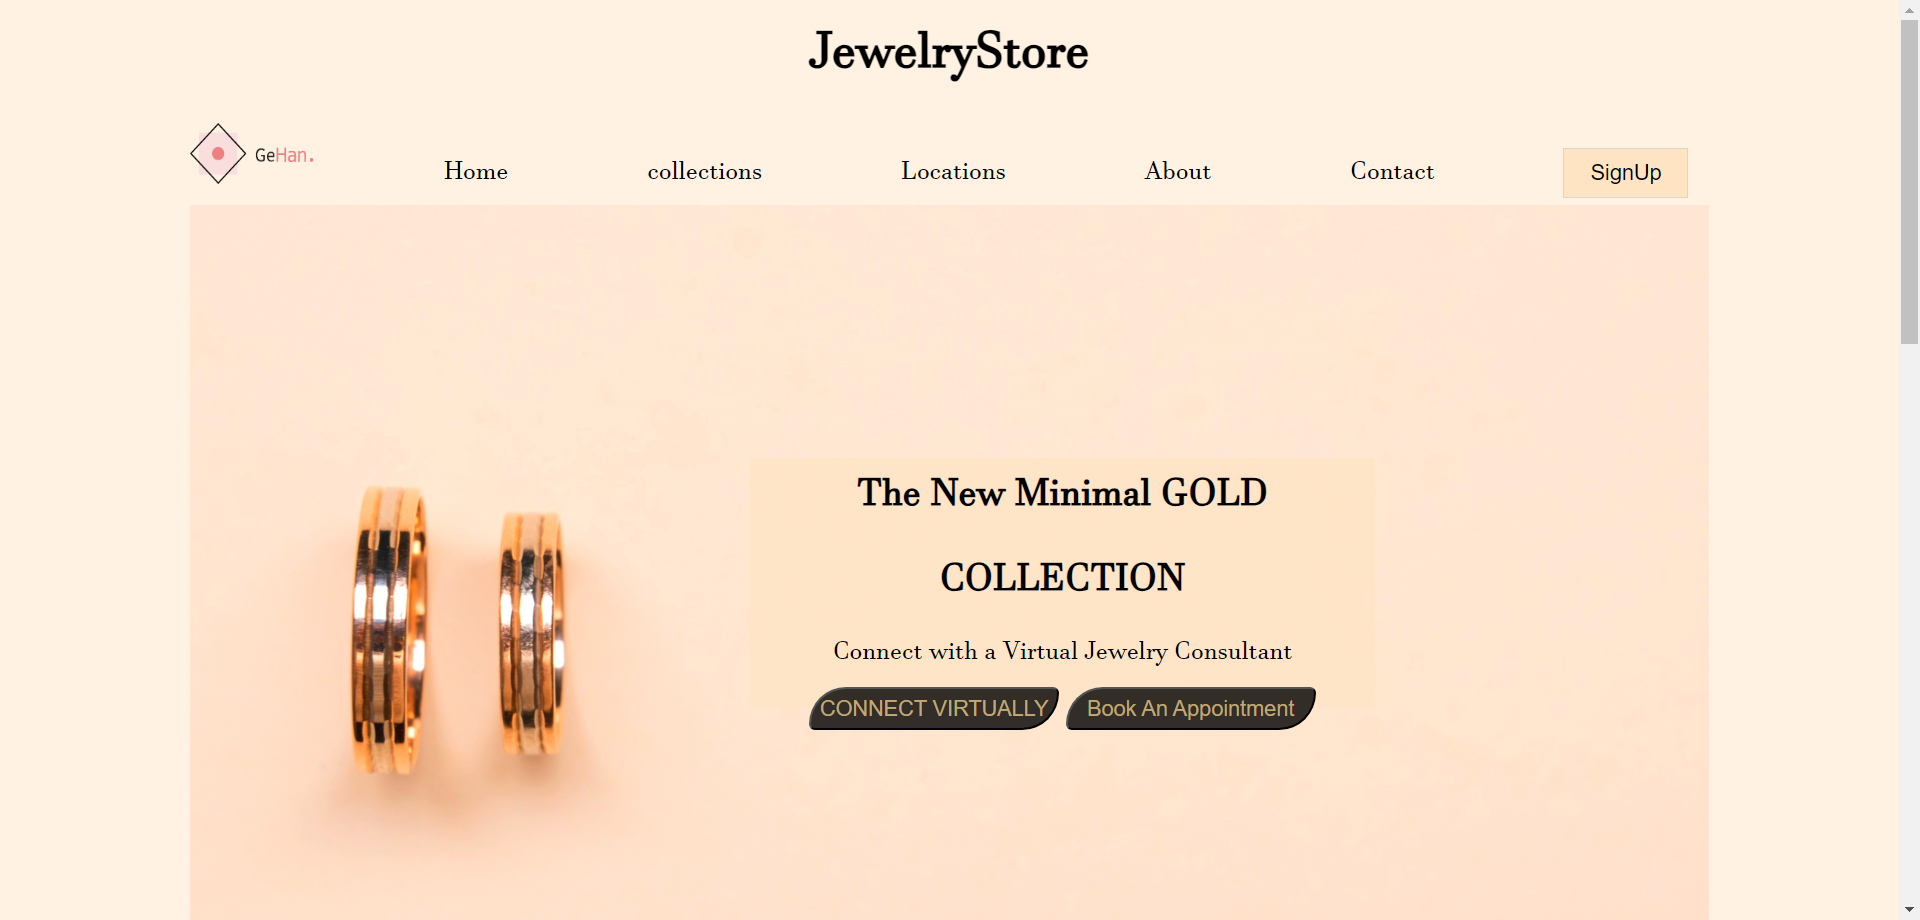 JewelryStore
GeHan.
Home
collections
Locations
About
Contact
SignUp
The New Minimal GOLD
COLLECTION
Connect with a Virtual Jewelry Consultant
CONNECT VIRTUALLY
Book An Appointment